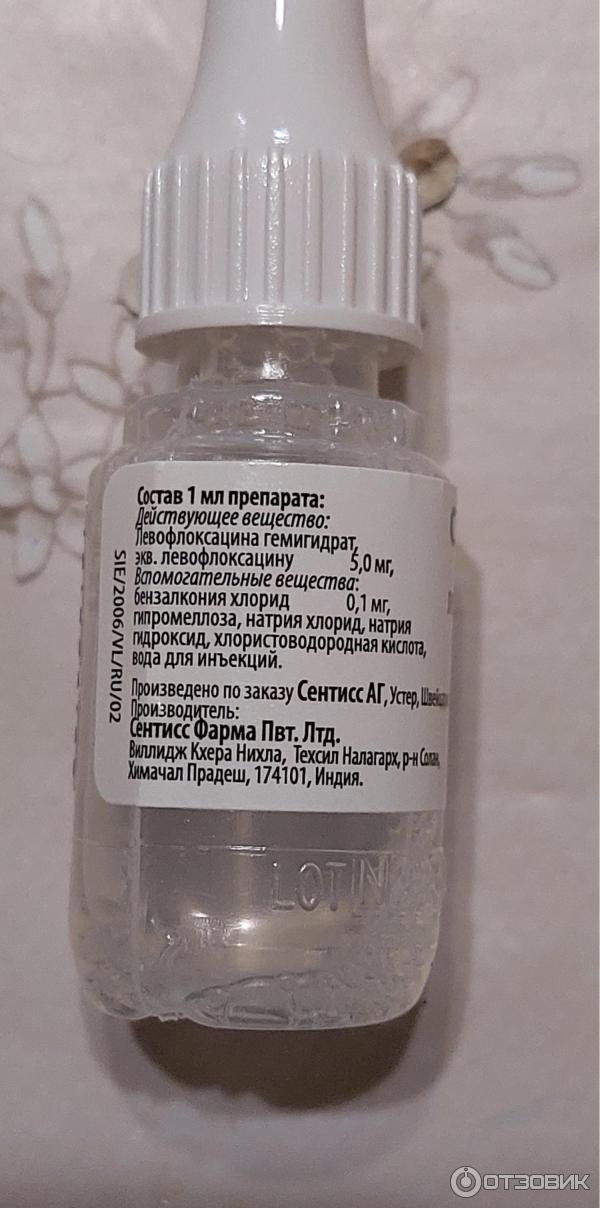 Состав 1 мл препарата:
Действующее вещество:
Левофлоксацина гемигидрат,
экв. левофлоксацину 5,0 мг,
Вспомогательные вещества:
бензалкония хлорид 0,1 мг,
гипромеллоза, натрия хлорид, натрия
гидроксид, хлористоводородная кислота,
вода для инъекций.
Произведено по заказу Сентисс АГ, Устер,
Производитель:
Сентисс Фарма Пвт. Лтд.
Виллидж Кхера Нихла, Техсил Налагарх, р-н Солан,
Химачал Прадеш, 174101, Индия.
SIE/2006/VL/RU/02
LOT
ОТЗОВИК